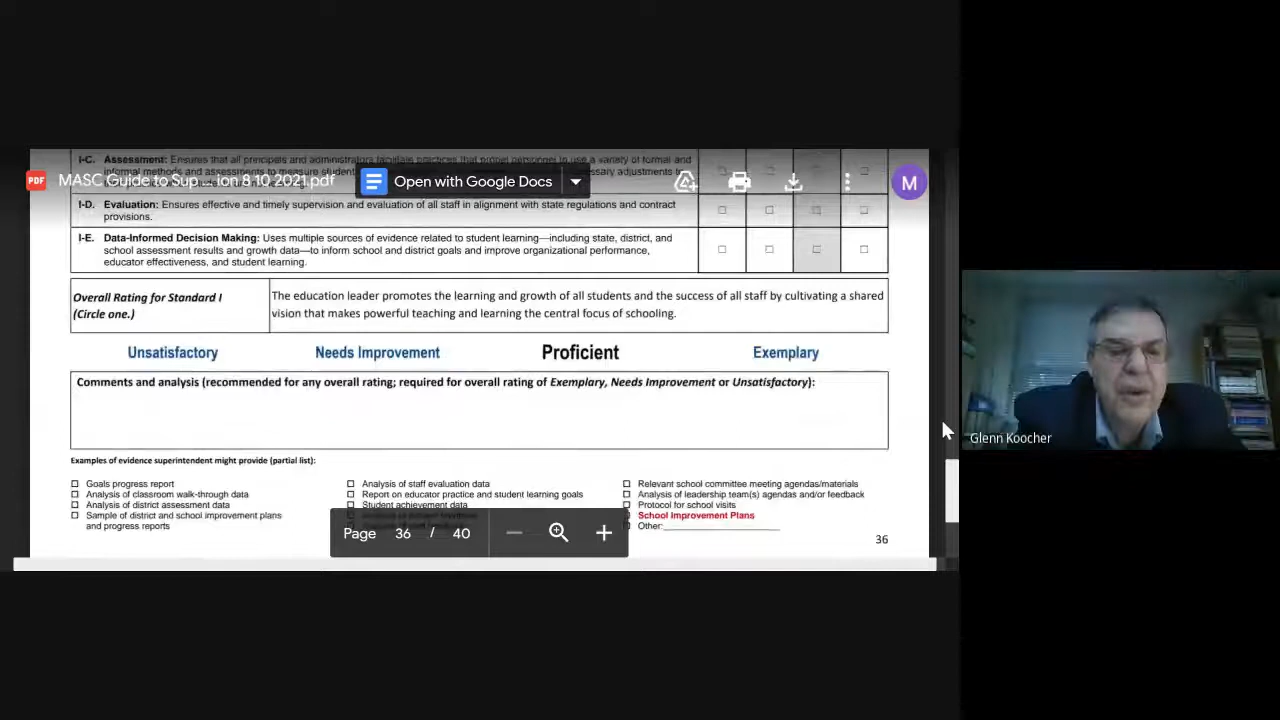 I-C. Assessment: Ensures that all principals and administrators facilitate practices that propel personnel to use a variety of formal and
informal methods and assessments to measure student adjustments to
PDF MASC Guide to Sup... ion 8-10 2021.pdf Open with Google Docs M
I-D. Evaluation: Ensures effective and timely supervision and evaluation of all staff in alignment with state regulations and contract
provisions.
I-E. Data-Informed Decision Making: Uses multiple sources of evidence related to student learning—including state, district, and
school assessment results and growth data—to inform school and district goals and improve organizational performance,
educator effectiveness, and student learning.
Overall Rating for Standard I
(Circle one.)
The education leader promotes the learning and growth of all students and the success of all staff by cultivating a shared
vision that makes powerful teaching and learning the central focus of schooling.
Unsatisfactory Needs Improvement Proficient Exemplary
Comments and analysis (recommended for any overall rating; required for overall rating of Exemplary, Needs Improvement or Unsatisfactory):
Examples of evidence superintendent might provide (partial list):
Goals progress report
Analysis of classroom walk-through data
Analysis of district assessment data
Sample of district and school improvement plans
and progress reports
Analysis of staff evaluation data
Report on educator practice and student learning goals
Student achievement data
Relevant school committee meeting agendas/materials
Analysis of leadership team(s) agendas and/or feedback
Protocol for school visits
School Improvement Plans
Other:____________________
Page 36 / 40
36
Glenn Koocher